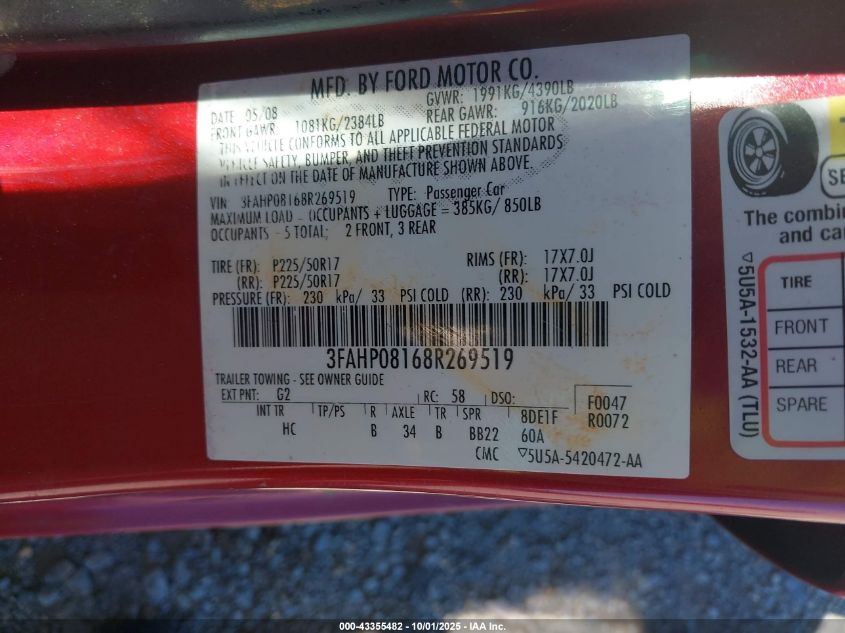 MFD. BY FORD MOTOR CO.
DATE 05/08 GVWR: 1991KG/4390LB
FRONT GAWR: 1081KG/2384LB REAR GAWR: 916KG/2020LB
THIS VEHICLE CONFORMS TO ALL APPLICABLE FEDERAL MOTOR
VEHICLE SAFETY, BUMPER, AND THEFT PREVENTION STANDARDS
IN EFFECT ON THE DATE OF MANUFACTURE SHOWN ABOVE.
VIN 3FAHP08168R269519 TYPE: Passenger Car
MAXIMUM LOAD - OCCUPANTS + LUGGAGE = 385KG/ 850LB
OCCUPANTS - 5 TOTAL; 2 FRONT, 3 REAR
TIRE (FR): P225/50R17 RIMS (FR): 17X7.0J
(RR): P225/50R17 (RR): 17X7.0J
PRESSURE (FR): 230 kPa/ 33 PSI COLD (RR): 230 kPa/ 33 PSI COLD
3FAHP08168R269519
TRAILER TOWING - SEE OWNER GUIDE
EXT PNT: G2 RC: 58 DSO: F0047
INT TR TP/PS R AXLE TR SPR 8DE1F R0072
HC B 34 B BB22 60A
CMC ▽5U5A-5420472-AA
SE
The combin
and ca
▽5U5A-1532-AA (TLU)
TIRE
FRONT
REAR
SPARE
340-43355482 - 10/01/2025 - IAA Inc.